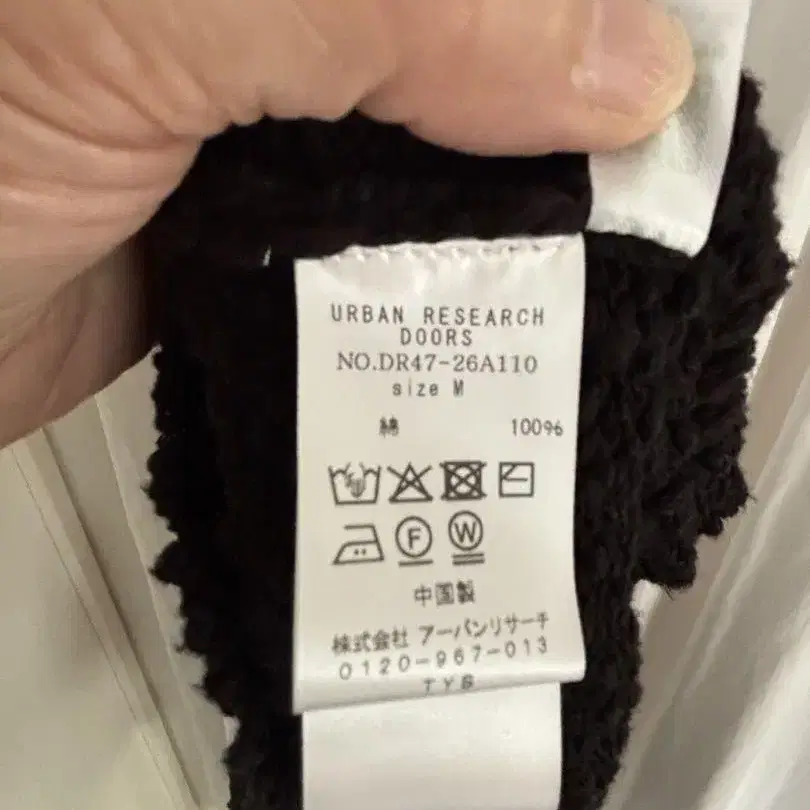 URBAN RESEARCH
DOORS
NO.DR47-26A110
size M
綿 100%
F W
中国製
株式会社 アーバンリサーチ
0120-967-013
TYB